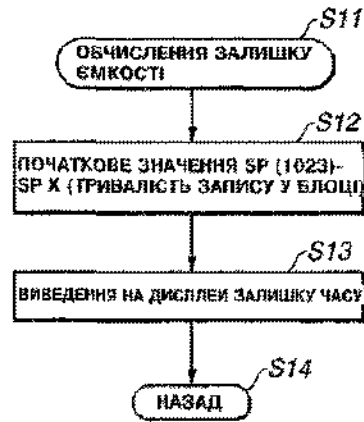 S11
ОБЧИСЛЕННЯ ЗАЛИШКУ
ЄМКОСТІ
S12
ПОЧАТКОВЕ ЗНАЧЕННЯ SP (1023)-
SP X (ТРИВАЛІСТЬ ЗАПИСУ У БЛОЦІ)
S13
ВИВЕДЕННЯ НА ДИСПЛЕЙ ЗАЛИШКУ ЧАСУ
S14
НАЗАД